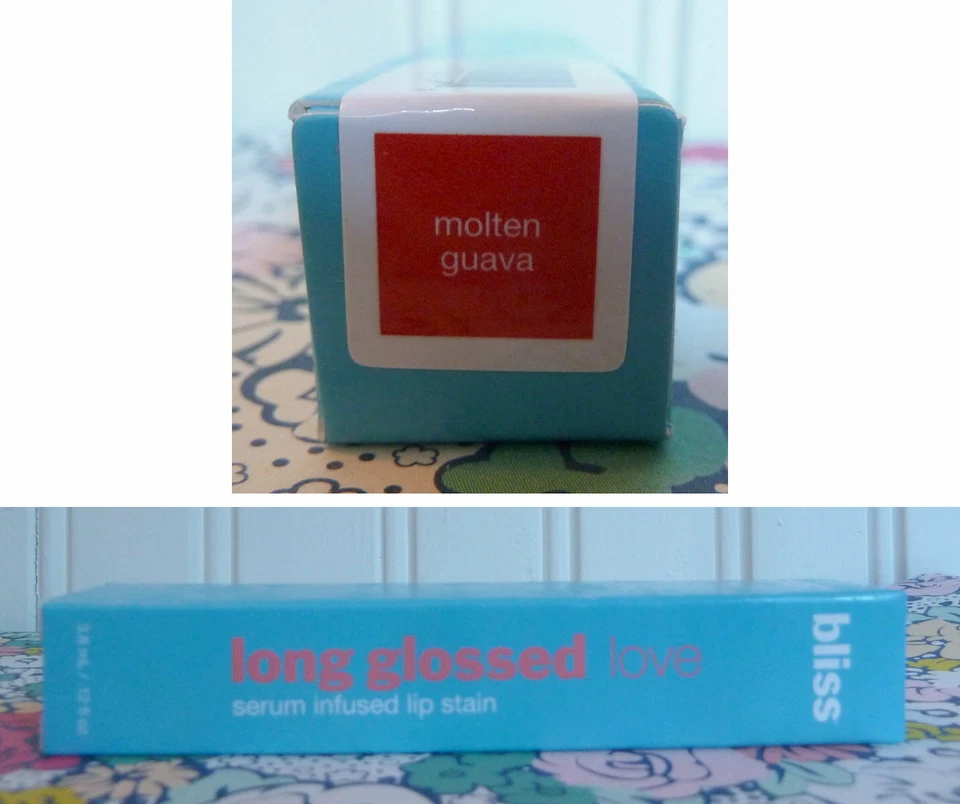 molten
guava
long glossed love
serum infused lip stain
bliss